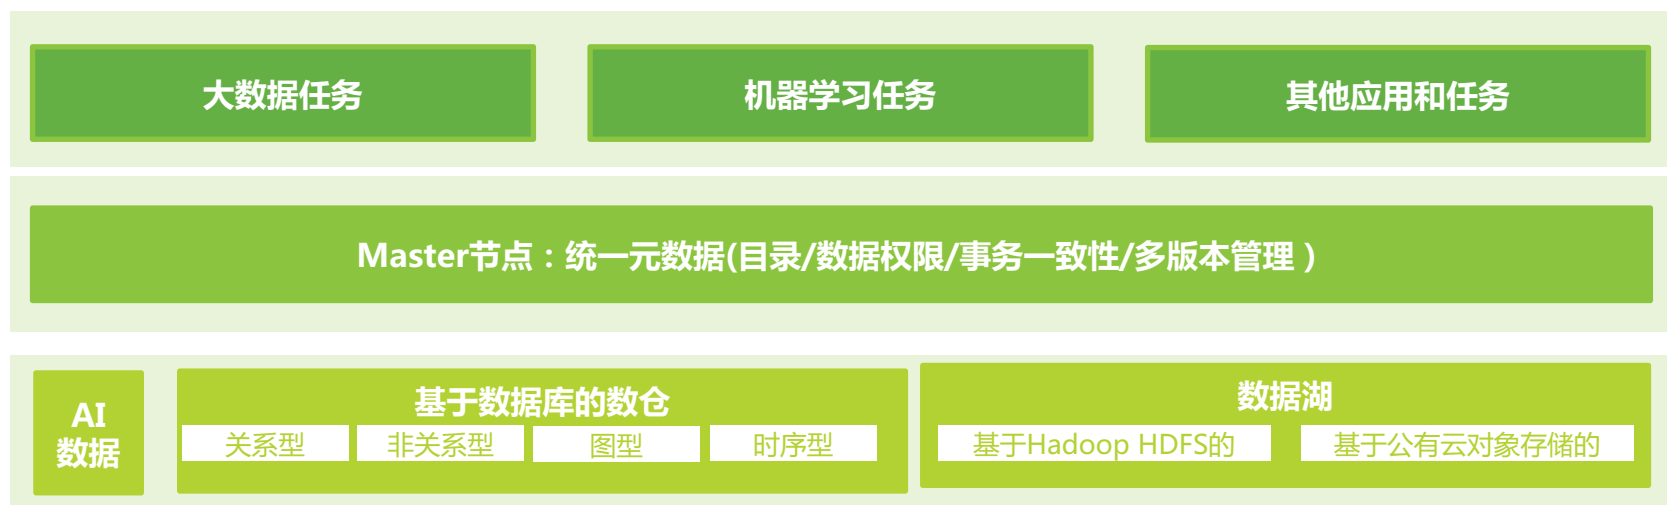 大数据任务
机器学习任务
其他应用和任务
Master节点：统一元数据(目录/数据权限/事务一致性/多版本管理）
AI
数据
基于数据库的数仓
关系型
非关系型
图型
时序型
数据湖
基于Hadoop HDFS的
基于公有云对象存储的